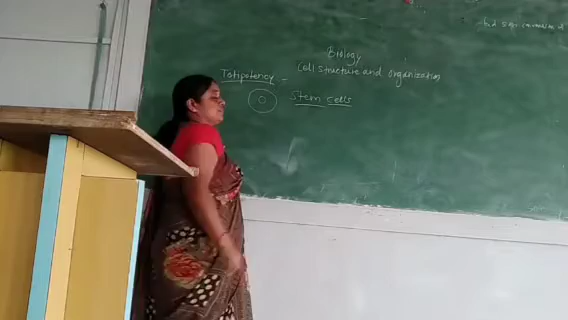 Biology
Cell structure and organization
Totipotency -
Stem cells